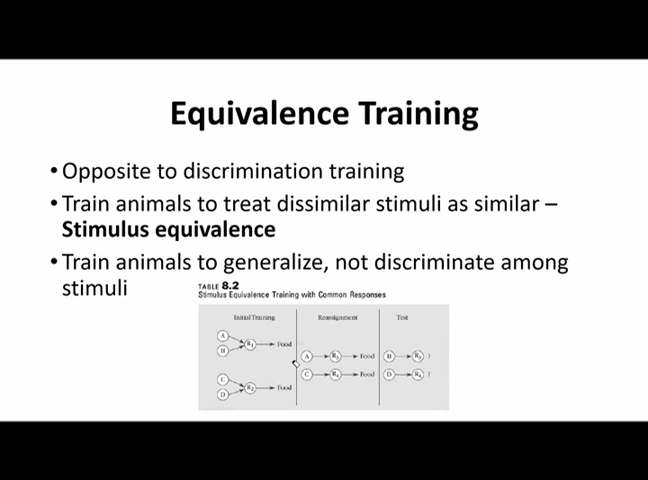 Equivalence Training
• Opposite to discrimination training
• Train animals to treat dissimilar stimuli as similar –
Stimulus equivalence
• Train animals to generalize, not discriminate among
stimuli
TABLE 8.2
Stimulus Equivalence Training with Common Responses
Initial Training Reassignment Test
A B R1 Food
C D R2 Food
A R3 Food B R3 ?
C R4 Food D R4 ?